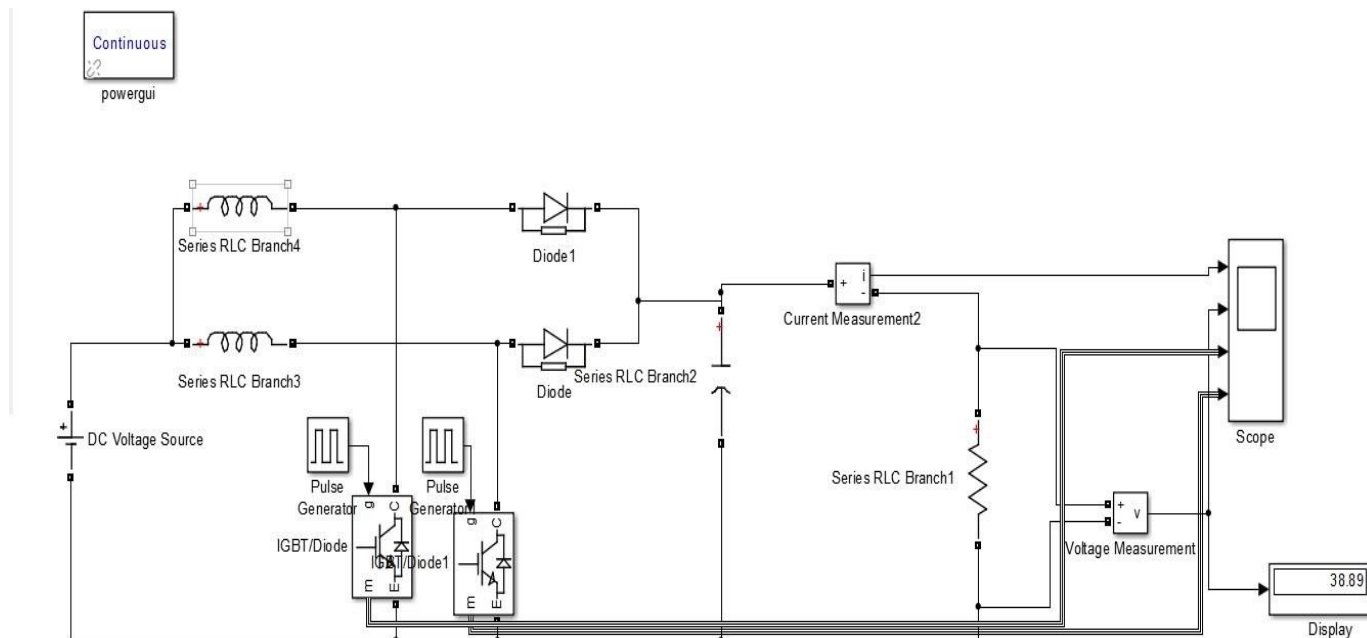 Continuous
powergui
Series RLC Branch4
Diode1
i
+
-
Current Measurement2
Series RLC Branch3
Diode
Series RLC Branch2
+
DC Voltage Source
Scope
Pulse
Generator
Pulse
Generator1
Series RLC Branch1
g
C
g
C
+
-
v
IGBT/Diode
IGBT/Diode1
Voltage Measurement
m
E
m
E
38.89
Display